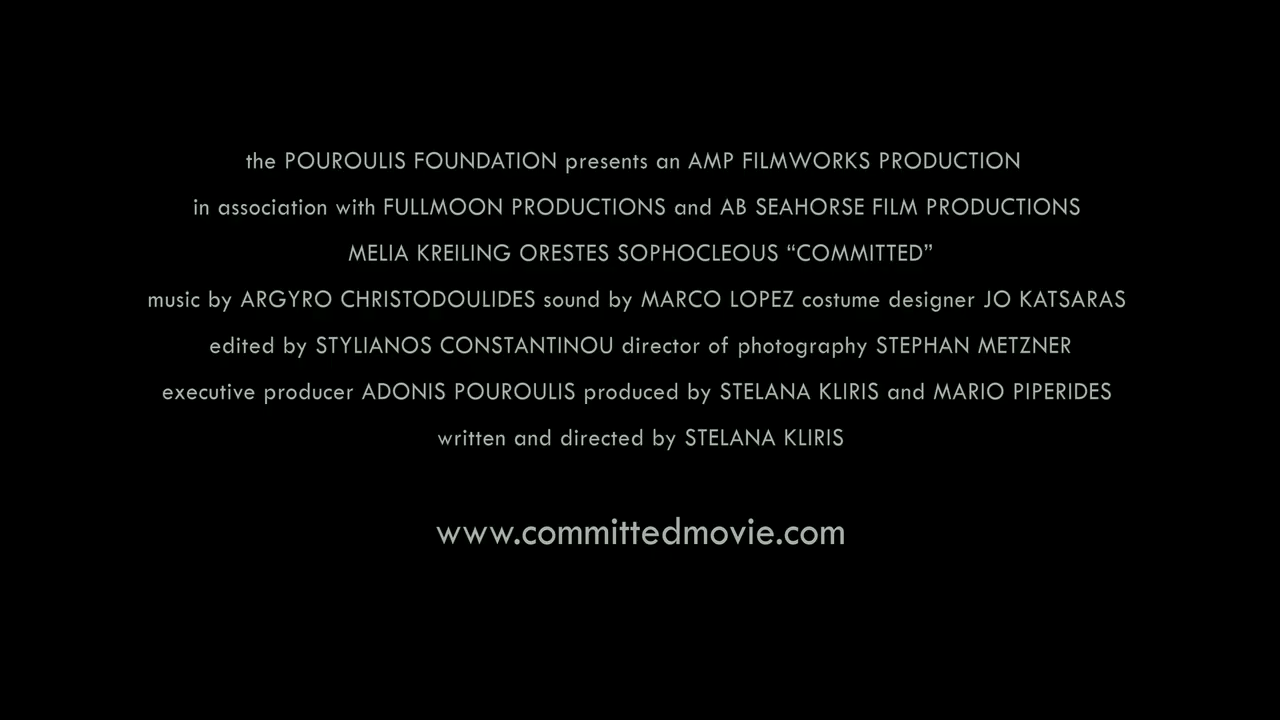 the POUROULIS FOUNDATION presents an AMP FILMWORKS PRODUCTION
in association with FULLMOON PRODUCTIONS and AB SEAHORSE FILM PRODUCTIONS
MELIA KREILING ORESTES SOPHOCLEOUS “COMMITTED”
music by ARGYRO CHRISTODOULIDES sound by MARCO LOPEZ costume designer JO KATSARAS
edited by STYLIANOS CONSTANTINOU director of photography STEPHAN METZNER
executive producer ADONIS POUROULIS produced by STELANA KLIRIS and MARIO PIPERIDES
written and directed by STELANA KLIRIS
www.committedmovie.com